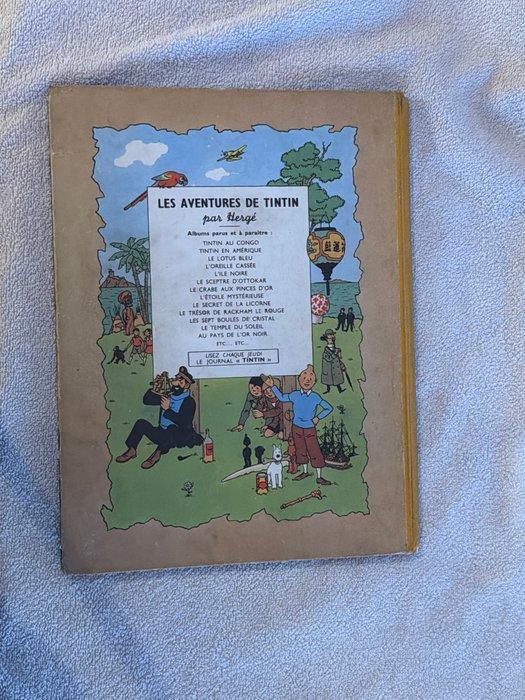 LES AVENTURES DE TINTIN
par Hergé
Albums parus et à paraître :
TINTIN AU CONGO
TINTIN EN AMÉRIQUE
LE LOTUS BLEU
L'OREILLE CASSÉE
L'ILE NOIRE
LE SCEPTRE D'OTTOKAR
LE CRABE AUX PINCES D'OR
L'ÉTOILE MYSTÉRIEUSE
LE SECRET DE LA LICORNE
LE TRÉSOR DE RACKHAM LE ROUGE
LES SEPT BOULES DE CRISTAL
LE TEMPLE DU SOLEIL
AU PAYS DE L'OR NOIR
ETC..., ETC...
LISEZ CHAQUE JEUDI
LE JOURNAL « TINTIN »